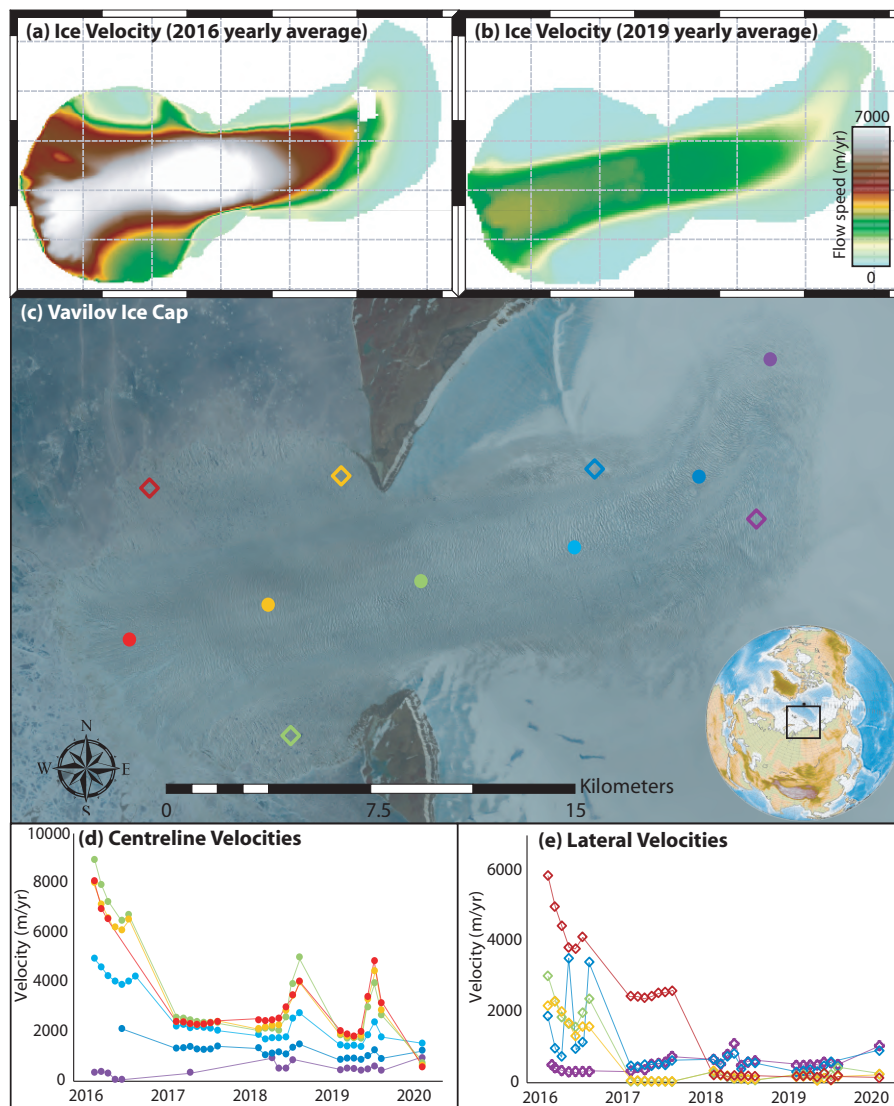 (a) Ice Velocity (2016 yearly average)
(b) Ice Velocity (2019 yearly average)
7000
Flow speed (m/yr)
0
(c) Vavilov Ice Cap
N
W E
S
Kilometers
0 7.5 15
(d) Centreline Velocities
10000
8000
6000
4000
2000
0
Velocity (m/yr)
2016 2017 2018 2019 2020
(e) Lateral Velocities
6000
4000
2000
0
Velocity (m/yr)
2016 2017 2018 2019 2020